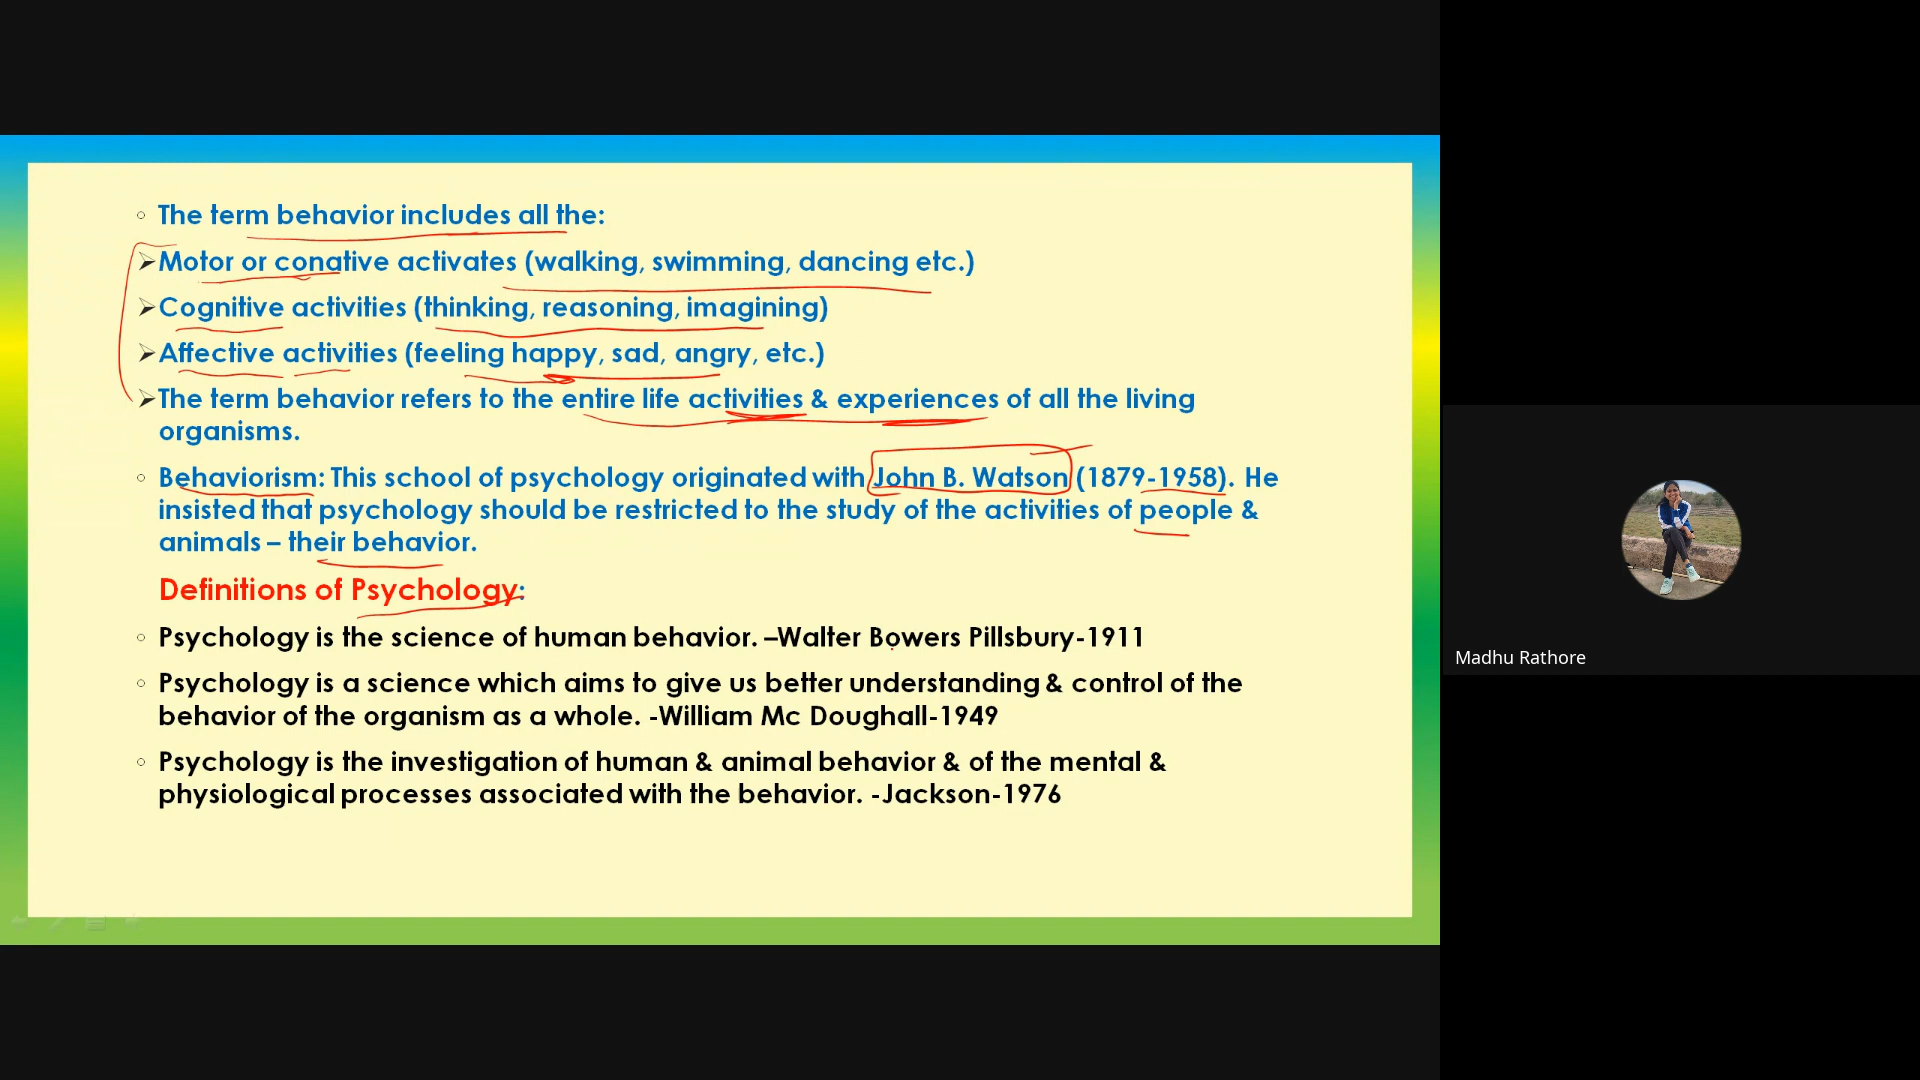 The term behavior includes all the:
Motor or conative activates (walking, swimming, dancing etc.)
Cognitive activities (thinking, reasoning, imagining)
Affective activities (feeling happy, sad, angry, etc.)
The term behavior refers to the entire life activities & experiences of all the living
organisms.
Behaviorism: This school of psychology originated with John B. Watson (1879-1958). He
insisted that psychology should be restricted to the study of the activities of people &
animals – their behavior.
Definitions of Psychology:
Psychology is the science of human behavior. –Walter Bowers Pillsbury-1911
Psychology is a science which aims to give us better understanding & control of the
behavior of the organism as a whole. -William Mc Doughall-1949
Psychology is the investigation of human & animal behavior & of the mental &
physiological processes associated with the behavior. -Jackson-1976
Madhu Rathore